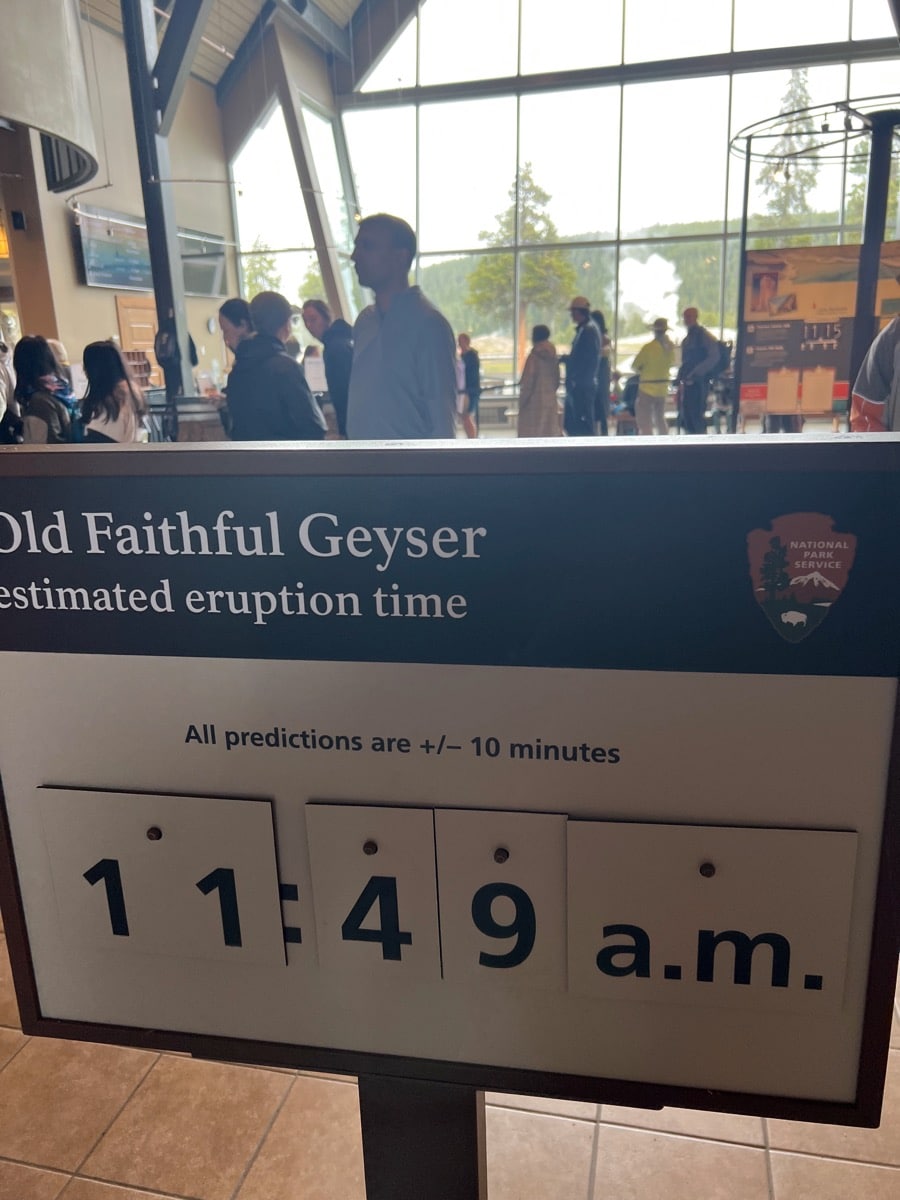 Old Faithful Geyser
estimated eruption time
NATIONAL
PARK
SERVICE
All predictions are +/– 10 minutes
11:49 a.m.